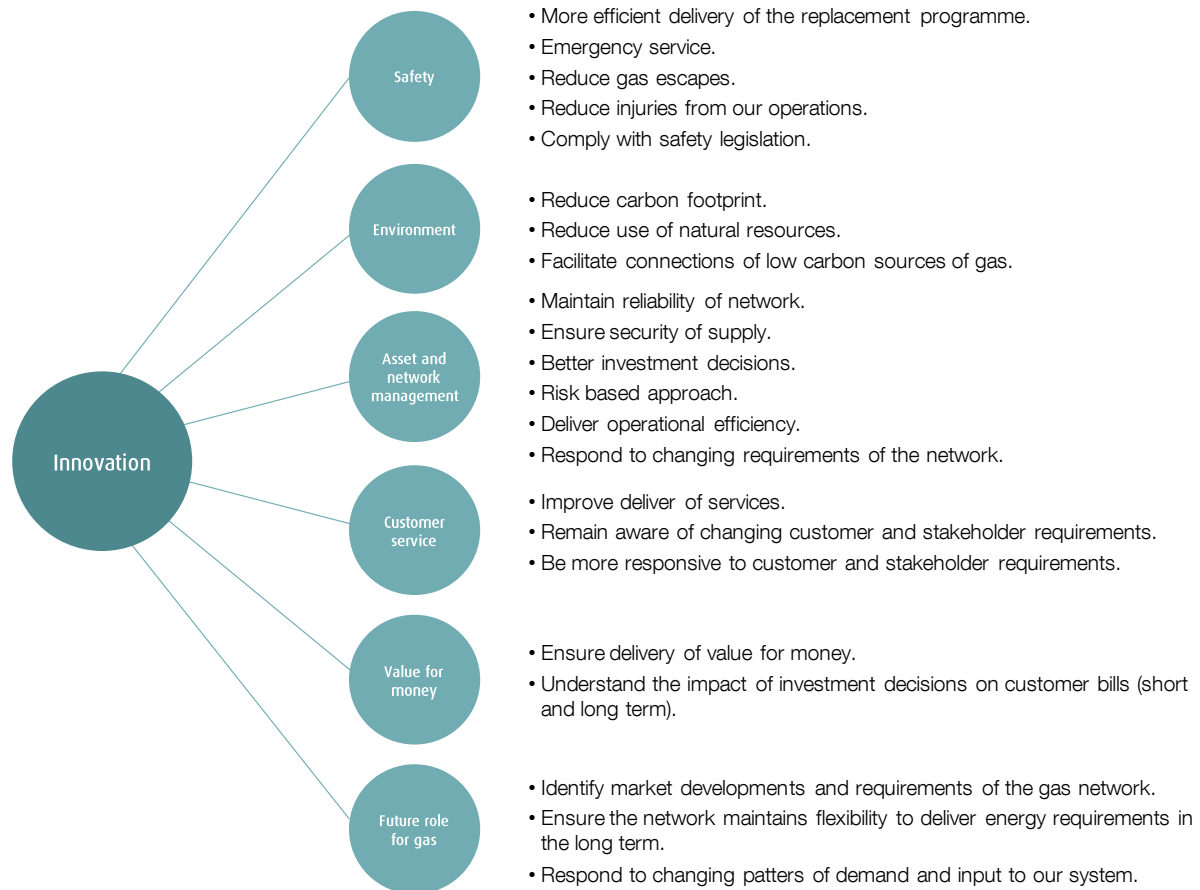 Innovation
Safety
• More efficient delivery of the replacement programme.
• Emergency service.
• Reduce gas escapes.
• Reduce injuries from our operations.
• Comply with safety legislation.
Environment
• Reduce carbon footprint.
• Reduce use of natural resources.
• Facilitate connections of low carbon sources of gas.
Asset and
network
management
• Maintain reliability of network.
• Ensure security of supply.
• Better investment decisions.
• Risk based approach.
• Deliver operational efficiency.
• Respond to changing requirements of the network.
Customer
service
• Improve deliver of services.
• Remain aware of changing customer and stakeholder requirements.
• Be more responsive to customer and stakeholder requirements.
Value for
money
• Ensure delivery of value for money.
• Understand the impact of investment decisions on customer bills (short
and long term).
Future role
for gas
• Identify market developments and requirements of the gas network.
• Ensure the network maintains flexibility to deliver energy requirements in
the long term.
• Respond to changing patters of demand and input to our system.